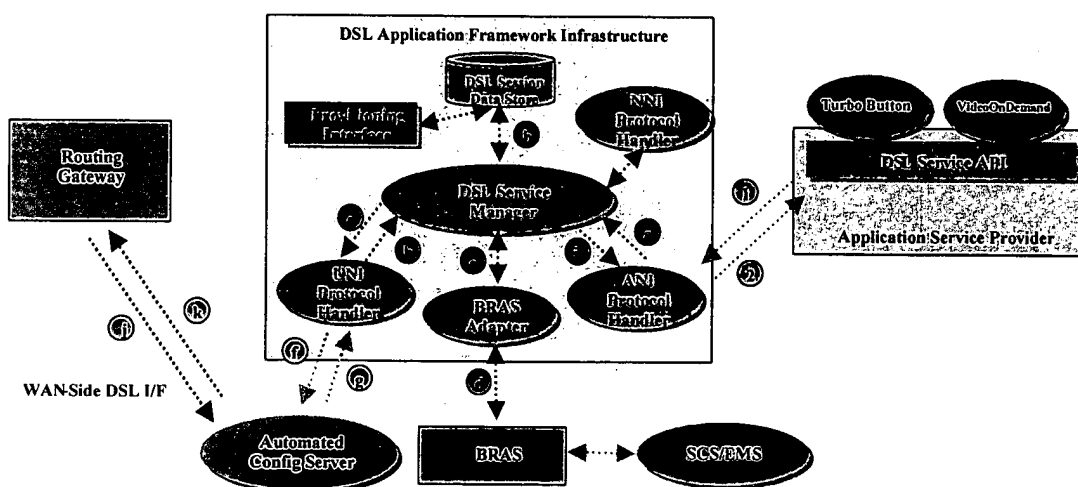 DSL Application Framework Infrastructure
DSL Session
Data Store
Provisioning
Interface
NNI
Protocol
Handler
Turbo Button
VideoOnDemand
DSL Service API
Application Service Provider
Routing
Gateway
DSL Service
Manager
b
e
h
c
i
UNI
Protocol
Handler
BRAS
Adapter
ANI
Protocol
Handler
1
2
j
k
f
g
d
WAN-Side DSL I/F
Automated
Config Server
BRAS
SCS/EMS